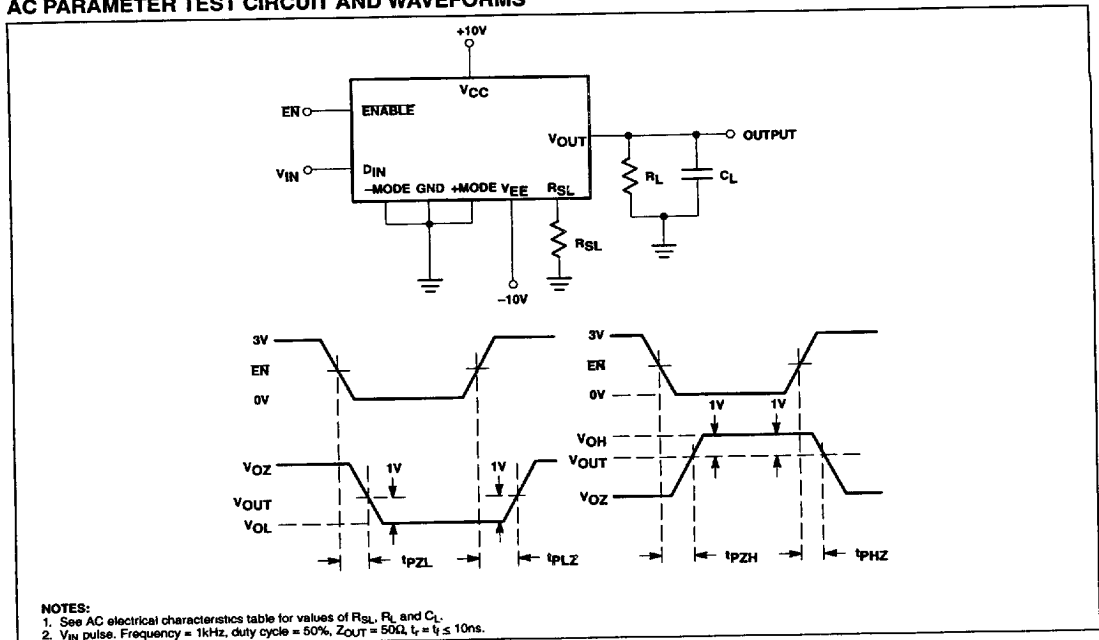 AC PARAMETER TEST CIRCUIT AND WAVEFORMS
+10V
VCC
EN
ENABLE
VOUT
OUTPUT
VIN
DIN
RL
CL
–MODE GND +MODE VEE RSL
RSL
–10V
3V
EN
0V
VOZ
1V
1V
VOUT
VOL
tPZL
tPLZ
3V
EN
0V
1V
1V
VOH
VOUT
VOZ
tPZH
tPHZ
NOTES:
1. See AC electrical characteristics table for values of RSL, RL and CL.
2. VIN pulse. Frequency = 1kHz, duty cycle = 50%, ZOUT = 50Ω, tr = tf ≤ 10ns.